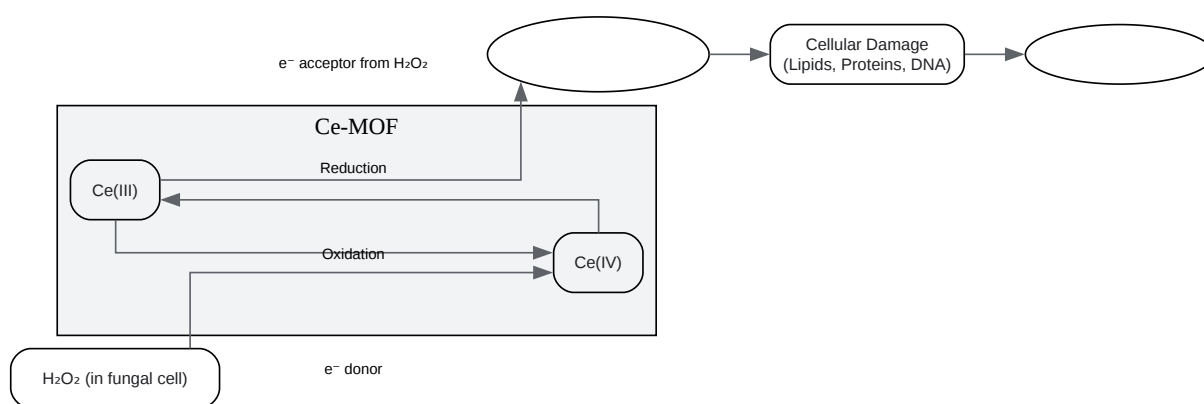 Cellular Damage
(Lipids, Proteins, DNA)
e⁻ acceptor from H₂O₂
Ce-MOF
Reduction
Ce(III)
Oxidation
Ce(IV)
e⁻ donor
H₂O₂ (in fungal cell)